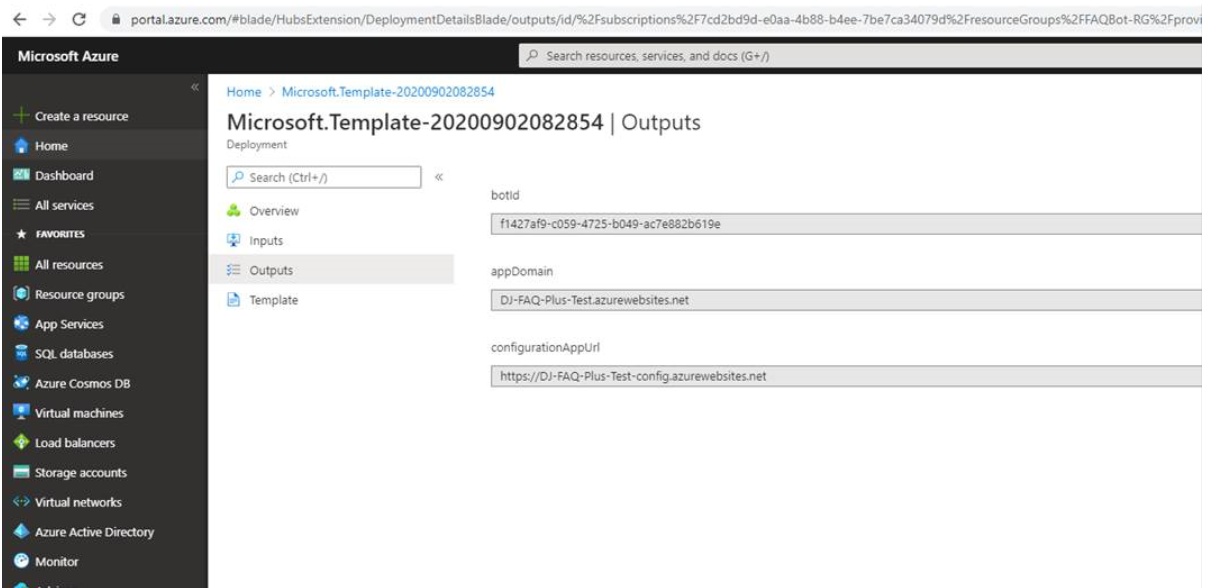 portal.azure.com/#blade/HubsExtension/DeploymentDetailsBlade/outputs/id/%2Fsubscriptions%2F7cd2bd9d-e0aa-4b88-b4ee-7be7ca34079d%2FresourceGroups%2FFAQBot-RG%2Fprovi
Microsoft Azure
Search resources, services, and docs (G+/)
Create a resource
Home
Dashboard
All services
FAVORITES
All resources
Resource groups
App Services
SQL databases
Azure Cosmos DB
Virtual machines
Load balancers
Storage accounts
Virtual networks
Azure Active Directory
Monitor
Home > Microsoft.Template-20200902082854
Microsoft.Template-20200902082854 | Outputs
Deployment
Search (Ctrl+/)
Overview
Inputs
Outputs
Template
botId
f1427af9-c059-4725-b049-ac7e882b619e
appDomain
DJ-FAQ-Plus-Test.azurewebsites.net
configurationAppUrl
https://DJ-FAQ-Plus-Test-config.azurewebsites.net